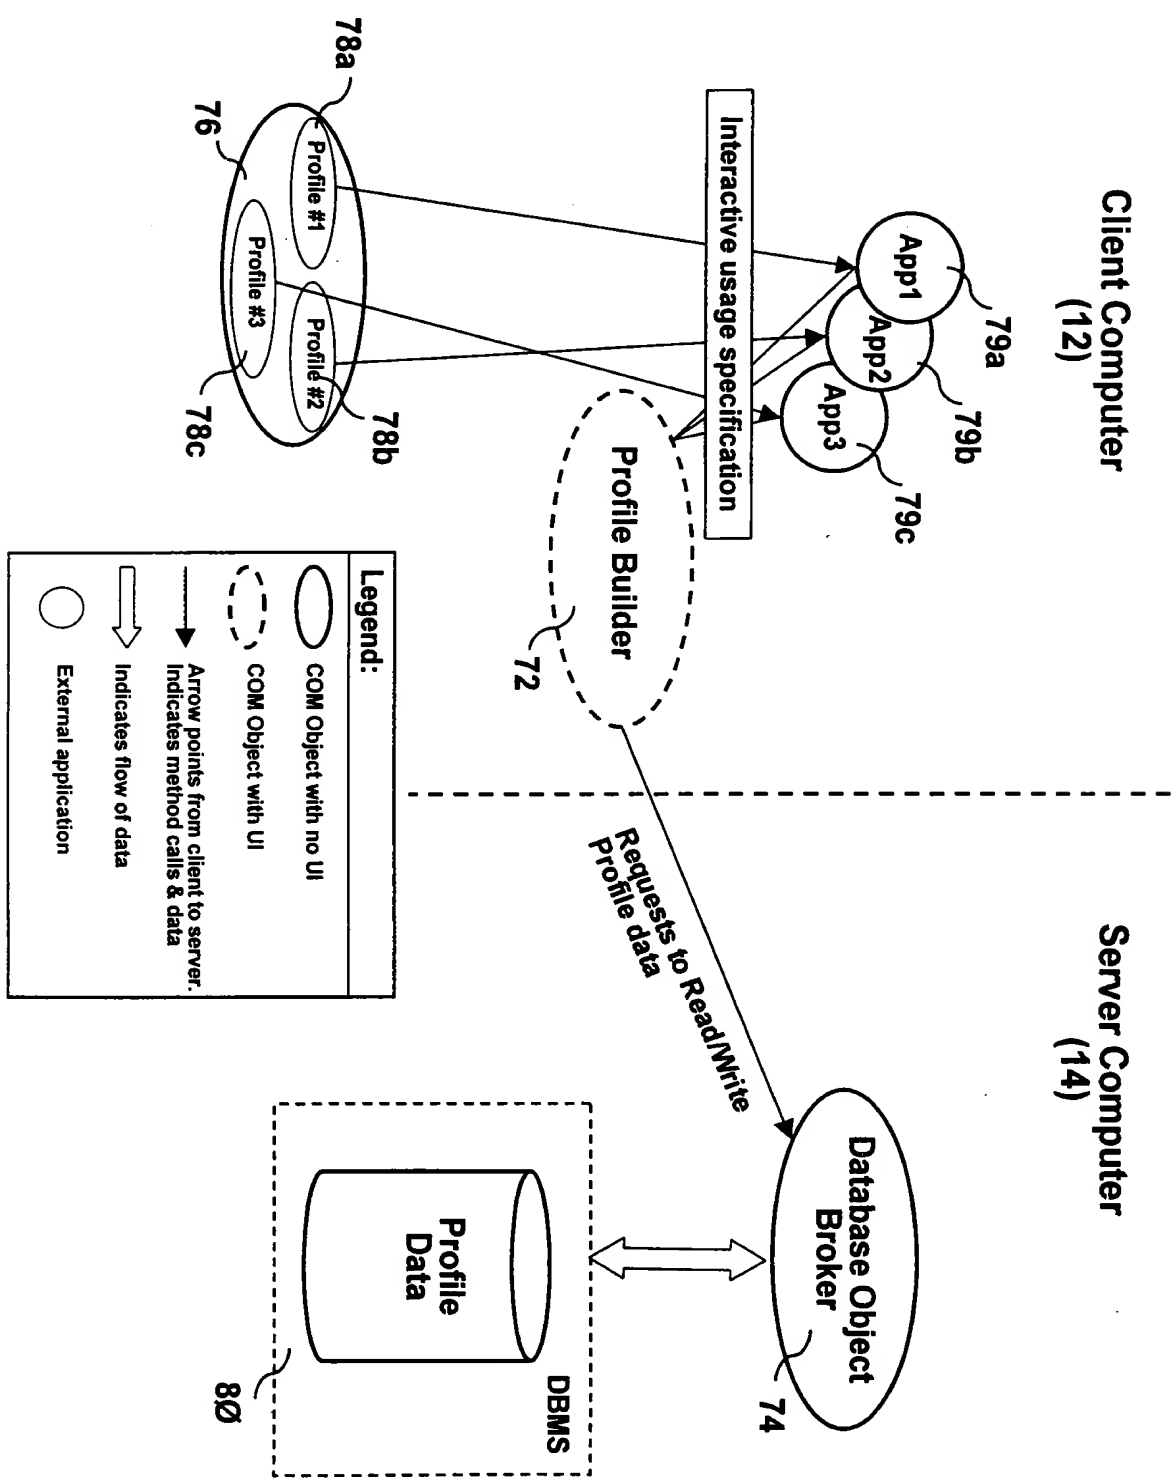 Client Computer
(12)
Server Computer
(14)
App1
79a
App2
79b
App3
79c
Interactive usage specification
78a
Profile #1
Profile #2
78b
76
Profile #3
78c
Profile Builder
72
Requests to Read/Write
Profile data
Database Object
Broker
74
DBMS
Profile
Data
8Ø
Legend:
COM Object with no UI
COM Object with UI
Arrow points from client to server.
Indicates method calls & data
Indicates flow of data
External application